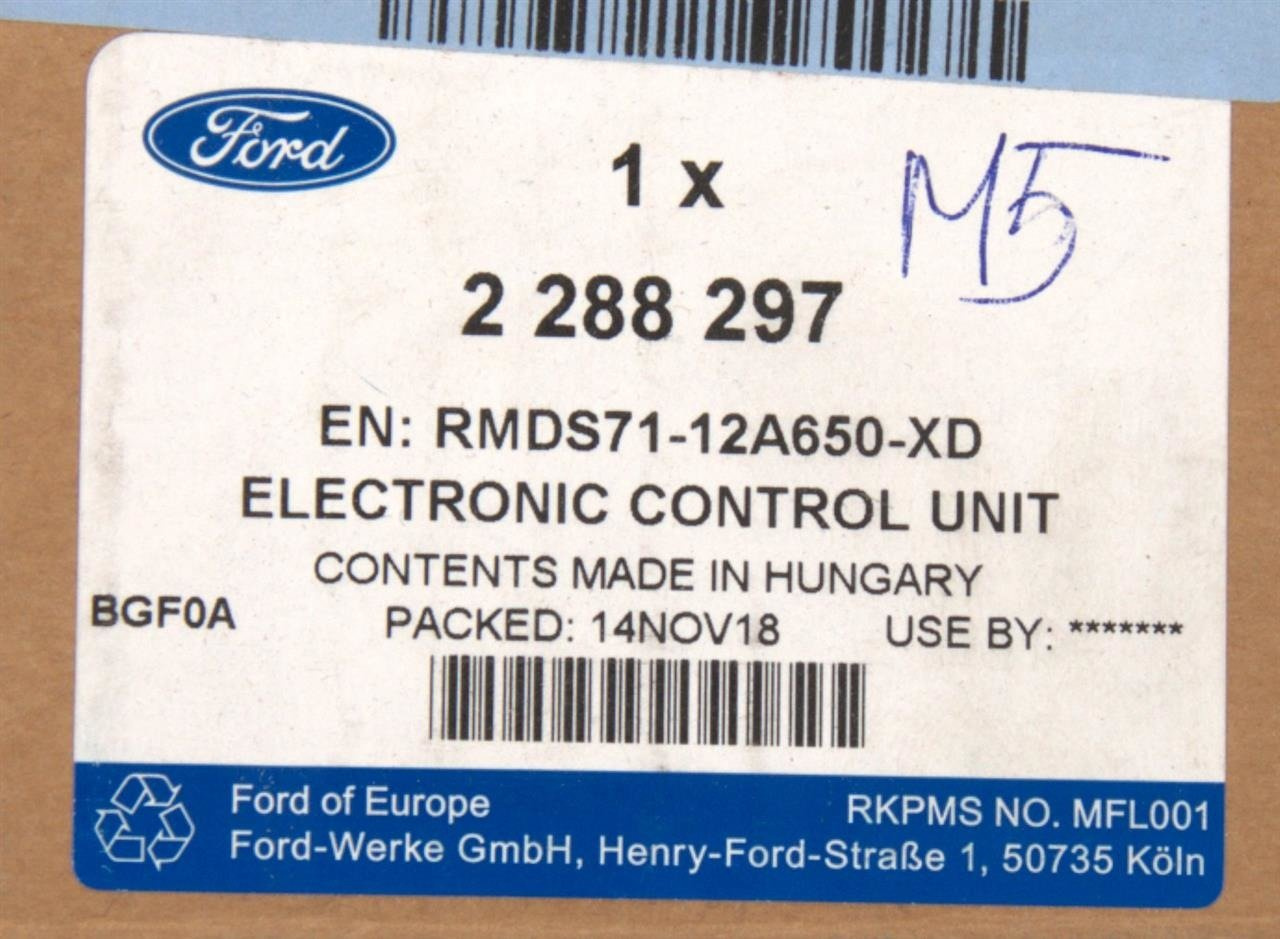 Ford
1 x
M5
2 288 297
EN: RMDS71-12A650-XD
ELECTRONIC CONTROL UNIT
CONTENTS MADE IN HUNGARY
BGF0A PACKED: 14NOV18 USE BY: *******
Ford of Europe RKPMS NO. MFL001
Ford-Werke GmbH, Henry-Ford-Straße 1, 50735 Köln